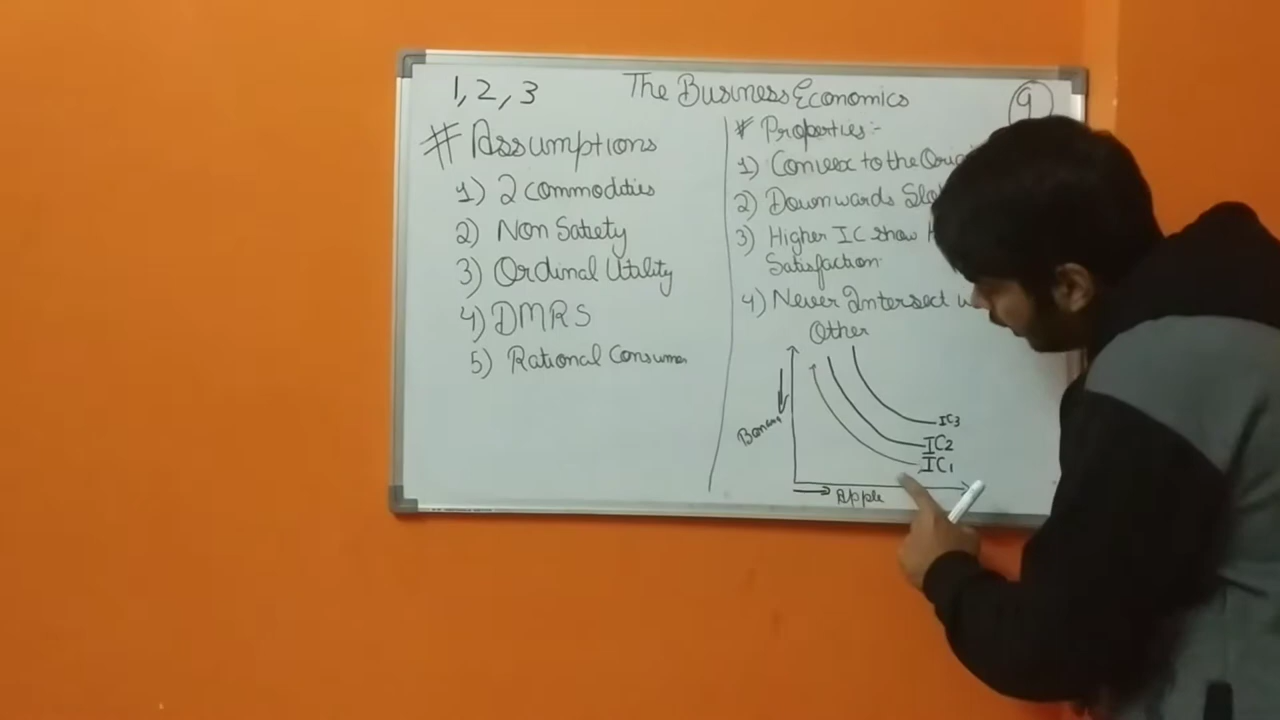 1, 2, 3
The Business Economics
9
# Assumptions
1) 2 commodities
2) Non Satiety
3) Ordinal Utility
4) DMRS
5) Rational Consumer
# Properties:-
1) Convex to the
2) Downwards
3) Higher IC show
Satisfaction
4) Never Intersect
Other
IC3
IC2
IC1
Apple